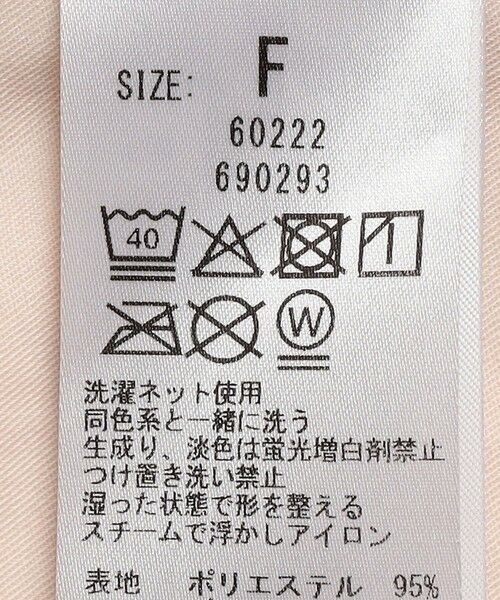 SIZE: F
60222
690293
40
W
洗濯ネット使用
同色系と一緒に洗う
生成り、淡色は蛍光増白剤禁止
つけ置き洗い禁止
湿った状態で形を整える
スチームで浮かしアイロン
表地 ポリエステル 95%